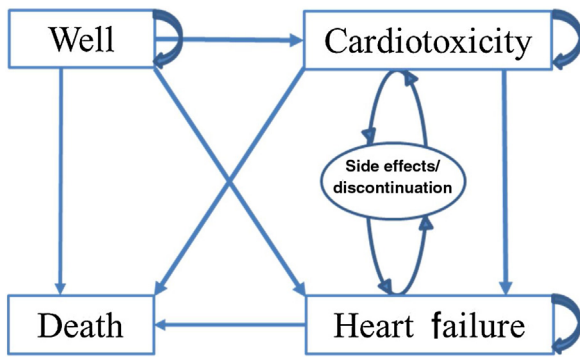 Well
Cardiotoxicity
Side effects/
discontinuation
Death
Heart failure